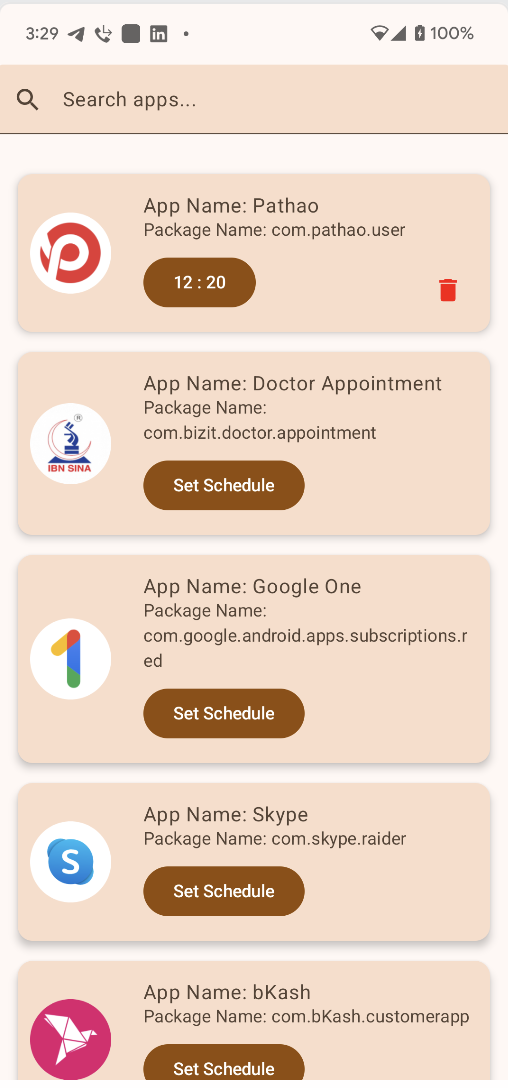 3:29
100%
Search apps...
App Name: Pathao
Package Name: com.pathao.user
12 : 20
App Name: Doctor Appointment
Package Name:
com.bizit.doctor.appointment
®
IBN SINA
Set Schedule
App Name: Google One
Package Name:
com.google.android.apps.subscriptions.r
ed
Set Schedule
App Name: Skype
Package Name: com.skype.raider
S
Set Schedule
App Name: bKash
Package Name: com.bKash.customerapp
Set Schedule